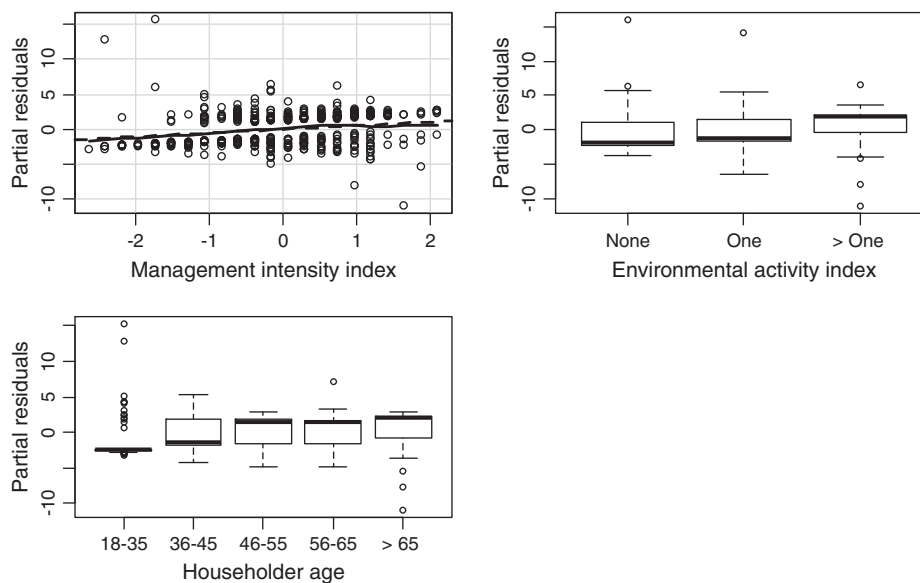 Partial residuals
-10 0 5 10
-2 -1 0 1 2
Management intensity index
Partial residuals
-10 0 5 10
None One > One
Environmental activity index
Partial residuals
-10 0 5 10
18-35 36-45 46-55 56-65 > 65
Householder age